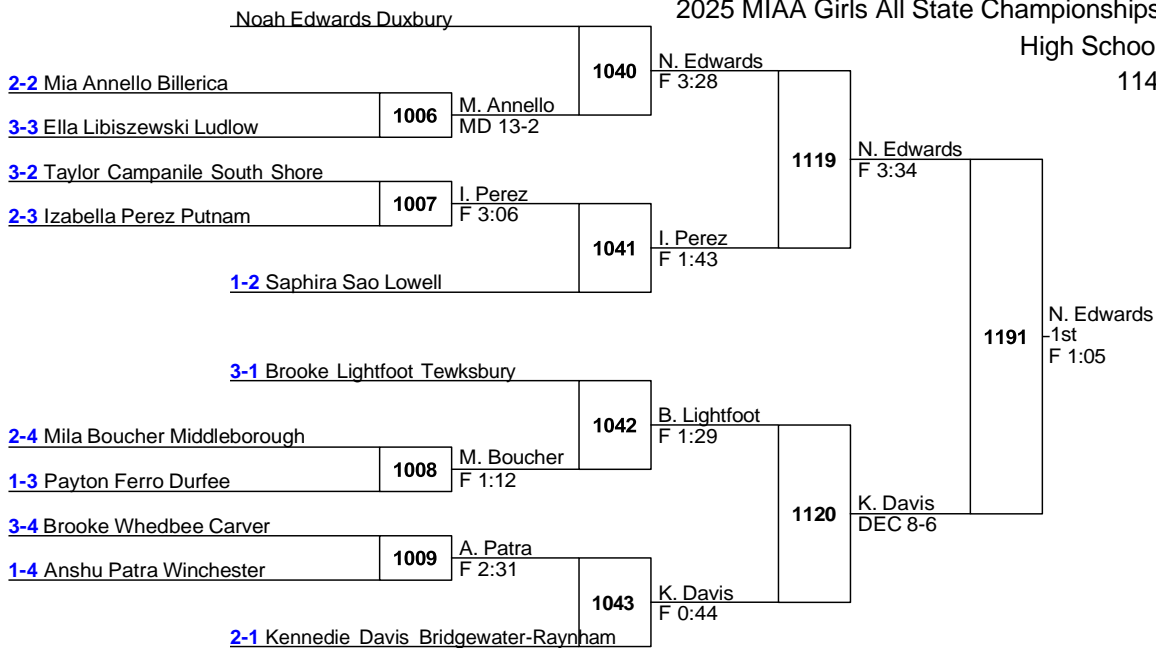 2025 MIAA Girls All State Championships
High School
114
Noah Edwards Duxbury
1040
N. Edwards
F 3:28
2-2 Mia Annello Billerica
1006
M. Annello
MD 13-2
3-3 Ella Libiszewski Ludlow
1119
N. Edwards
F 3:34
3-2 Taylor Campanile South Shore
1007
I. Perez
F 3:06
2-3 Izabella Perez Putnam
1041
I. Perez
F 1:43
1-2 Saphira Sao Lowell
1191
N. Edwards
1st
F 1:05
3-1 Brooke Lightfoot Tewksbury
1042
B. Lightfoot
F 1:29
2-4 Mila Boucher Middleborough
1008
M. Boucher
F 1:12
1-3 Payton Ferro Durfee
1120
K. Davis
DEC 8-6
3-4 Brooke Whedbee Carver
1009
A. Patra
F 2:31
1-4 Anshu Patra Winchester
1043
K. Davis
F 0:44
2-1 Kennedie Davis Bridgewater-Raynham